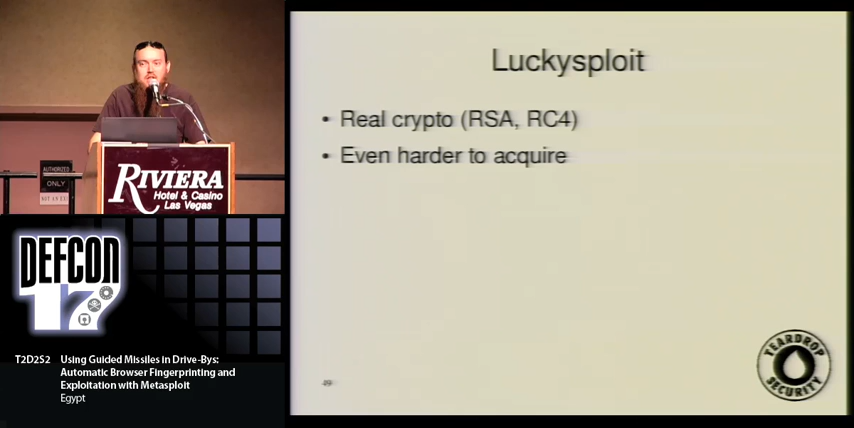 Luckysploit
• Real crypto (RSA, RC4)
• Even harder to acquire
49
TEARDROP
SECURITY
AUTHORIZED
ONLY
RIVIERA
Hotel & Casino
Las Vegas
DEFCON
17
T2D2S2 Using Guided Missiles in Drive-Bys:
Automatic Browser Fingerprinting and
Exploitation with Metasploit
Egypt